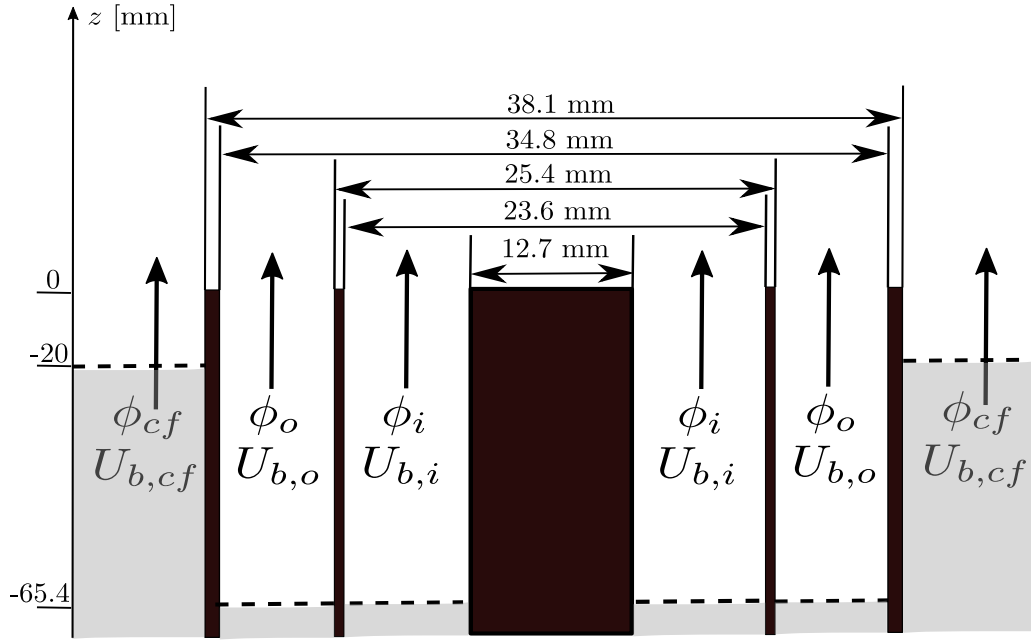 z [mm]
38.1 mm
34.8 mm
25.4 mm
23.6 mm
12.7 mm
0
-20
ϕ_cf ϕ_o ϕ_i ϕ_i ϕ_o ϕ_cf
U_b,cf U_b,o U_b,i U_b,i U_b,o U_b,cf
-65.4